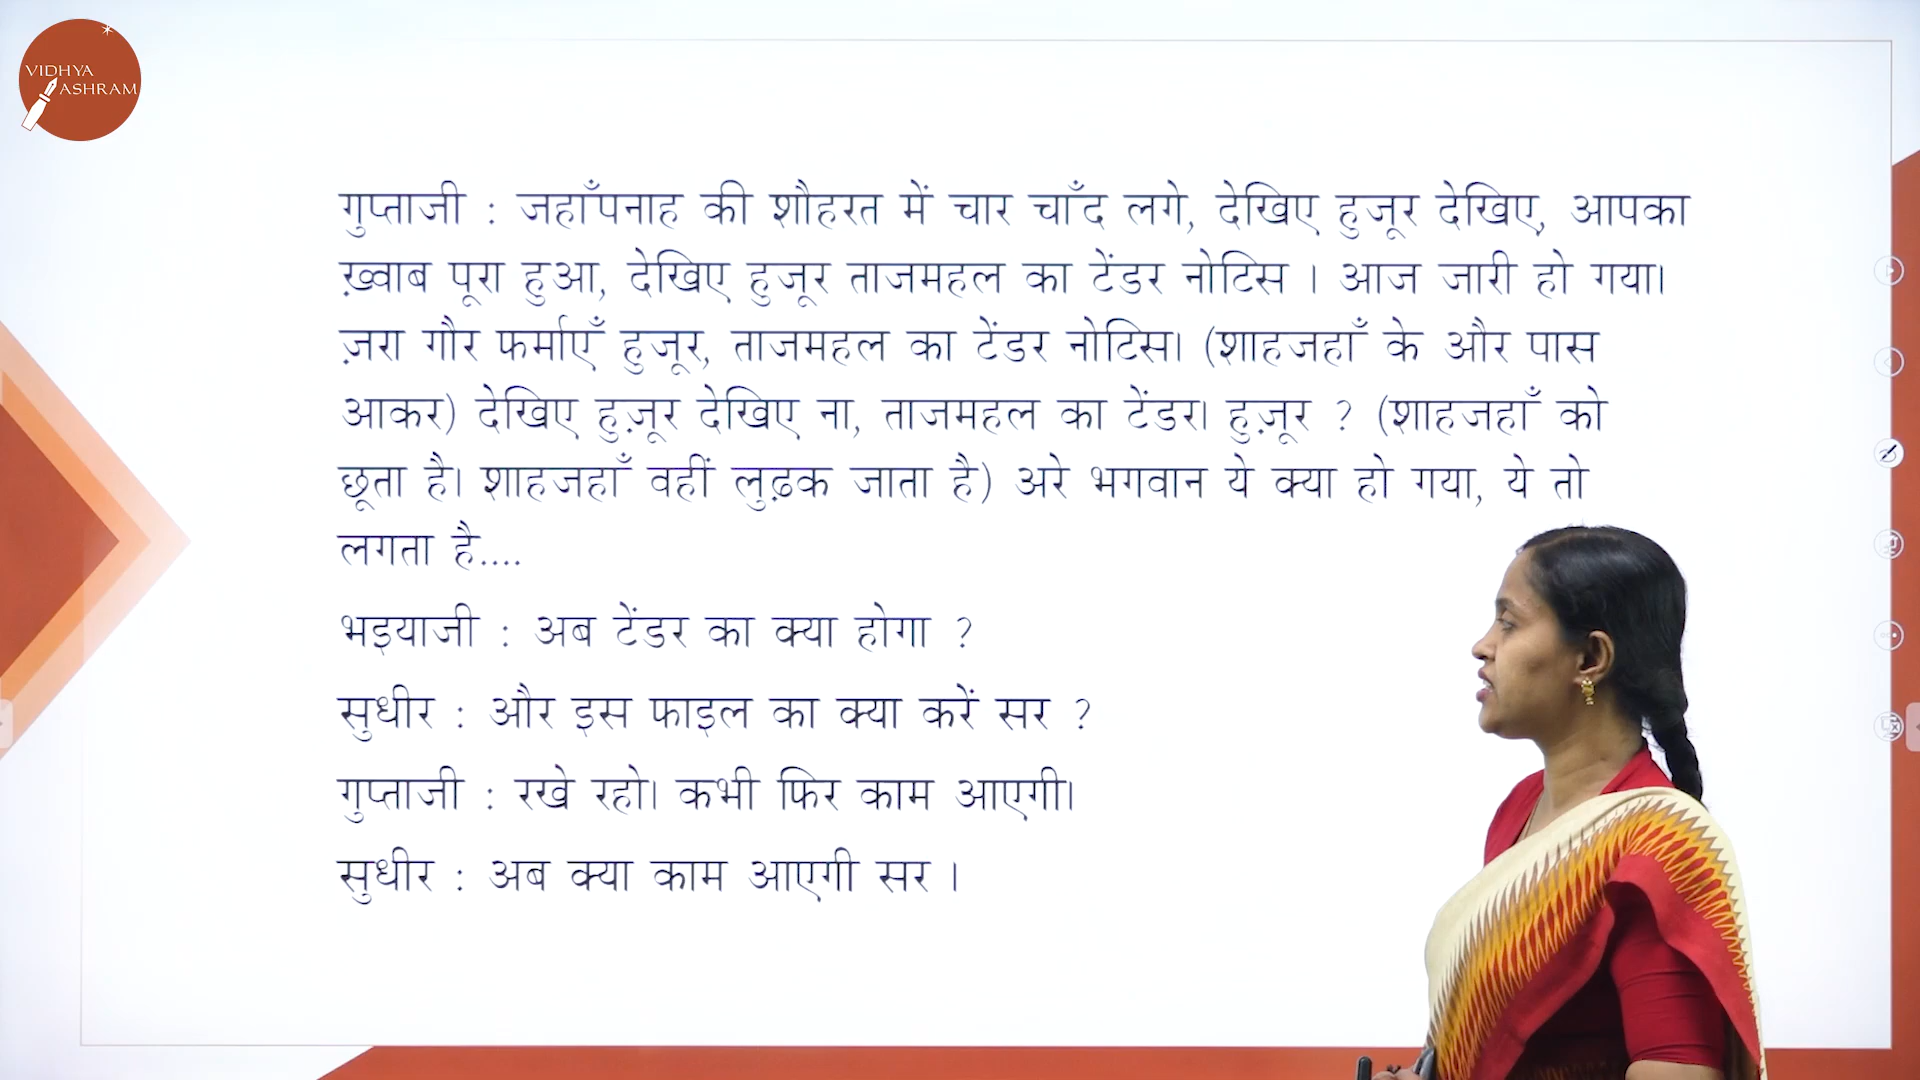 VIDHYA
ASHRAM
गुप्ताजी : जहाँपनाह की शौहरत में चार चाँद लगे, देखिए हुजूर देखिए, आपका
ख़्वाब पूरा हुआ, देखिए हुजूर ताजमहल का टेंडर नोटिस । आज जारी हो गया।
ज़रा गौर फर्माएँ हुजूर, ताजमहल का टेंडर नोटिस। (शाहजहाँ के और पास
आकर) देखिए हुज़ूर देखिए ना, ताजमहल का टेंडर। हुज़ूर ? (शाहजहाँ को
छूता है। शाहजहाँ वहीं लुढ़क जाता है) अरे भगवान ये क्या हो गया, ये तो
लगता है....
भइयाजी : अब टेंडर का क्या होगा ?
सुधीर : और इस फाइल का क्या करें सर ?
गुप्ताजी : रखे रहो। कभी फिर काम आएगी।
सुधीर : अब क्या काम आएगी सर ।